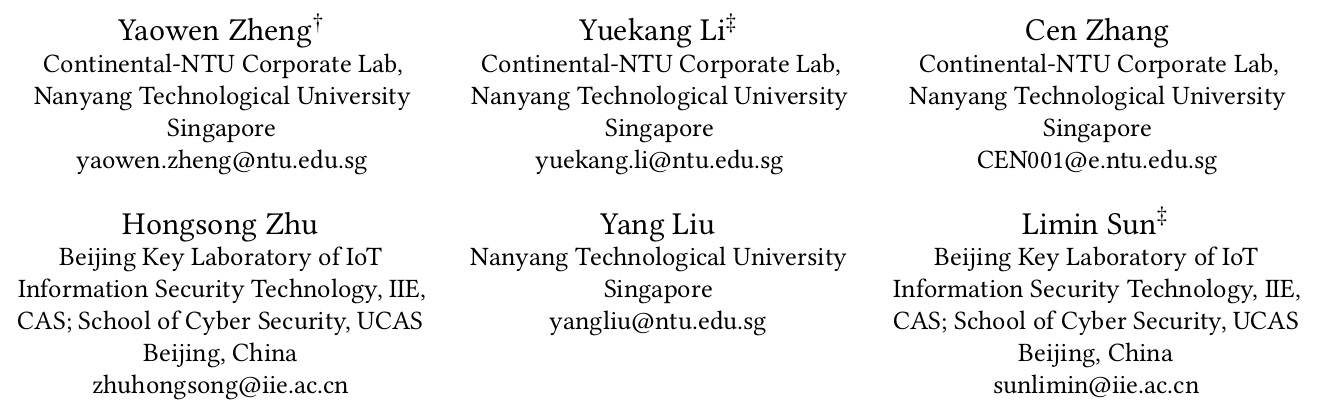 Yaowen Zheng†
Continental-NTU Corporate Lab,
Nanyang Technological University
Singapore
yaowen.zheng@ntu.edu.sg
Yuekang Li‡
Continental-NTU Corporate Lab,
Nanyang Technological University
Singapore
yuekang.li@ntu.edu.sg
Cen Zhang
Continental-NTU Corporate Lab,
Nanyang Technological University
Singapore
CEN001@e.ntu.edu.sg
Hongsong Zhu
Beijing Key Laboratory of IoT
Information Security Technology, IIE,
CAS; School of Cyber Security, UCAS
Beijing, China
zhuhongsong@iie.ac.cn
Yang Liu
Nanyang Technological University
Singapore
yangliu@ntu.edu.sg
Limin Sun‡
Beijing Key Laboratory of IoT
Information Security Technology, IIE,
CAS; School of Cyber Security, UCAS
Beijing, China
sunlimin@iie.ac.cn